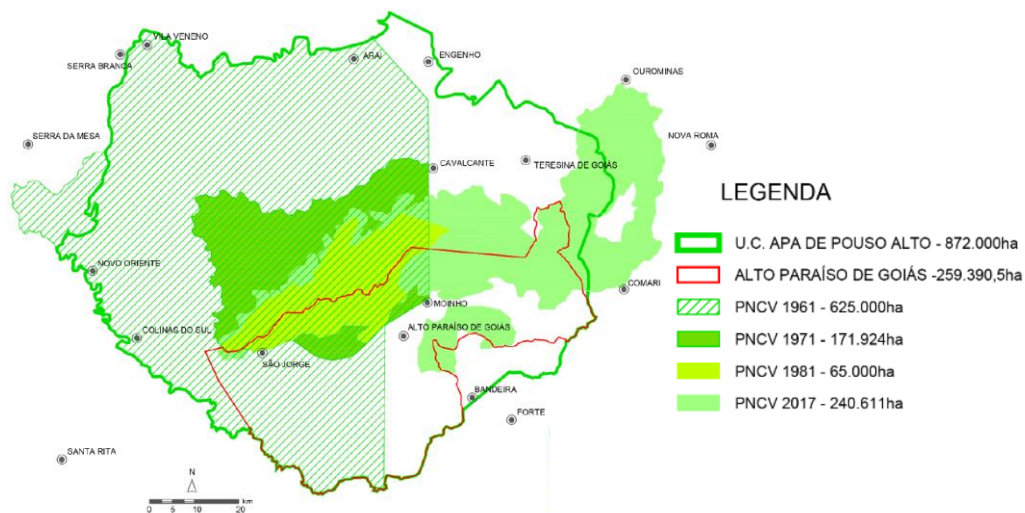 VILA VENENO
SERRA BRANCA
ARAI
ENGENHO
OUROMINAS
SERRA DA MESA
NOVA ROMA
CAVALCANTE
TERESINA DE GOIÁS
LEGENDA
U.C. APA DE POUSO ALTO - 872.000ha
NOVO ORIENTE
ALTO PARAÍSO DE GOIÁS -259.390,5ha
COMARI
MOINHO
PNCV 1961 - 625.000ha
COLINAS DO SUL
ALTO PARAÍSO DE GOIÁS
PNCV 1971 - 171.924ha
SÃO JORGE
PNCV 1981 - 65.000ha
BANDEIRA
PNCV 2017 - 240.611ha
FORTE
SANTA RITA
N
km
0 5 10 20